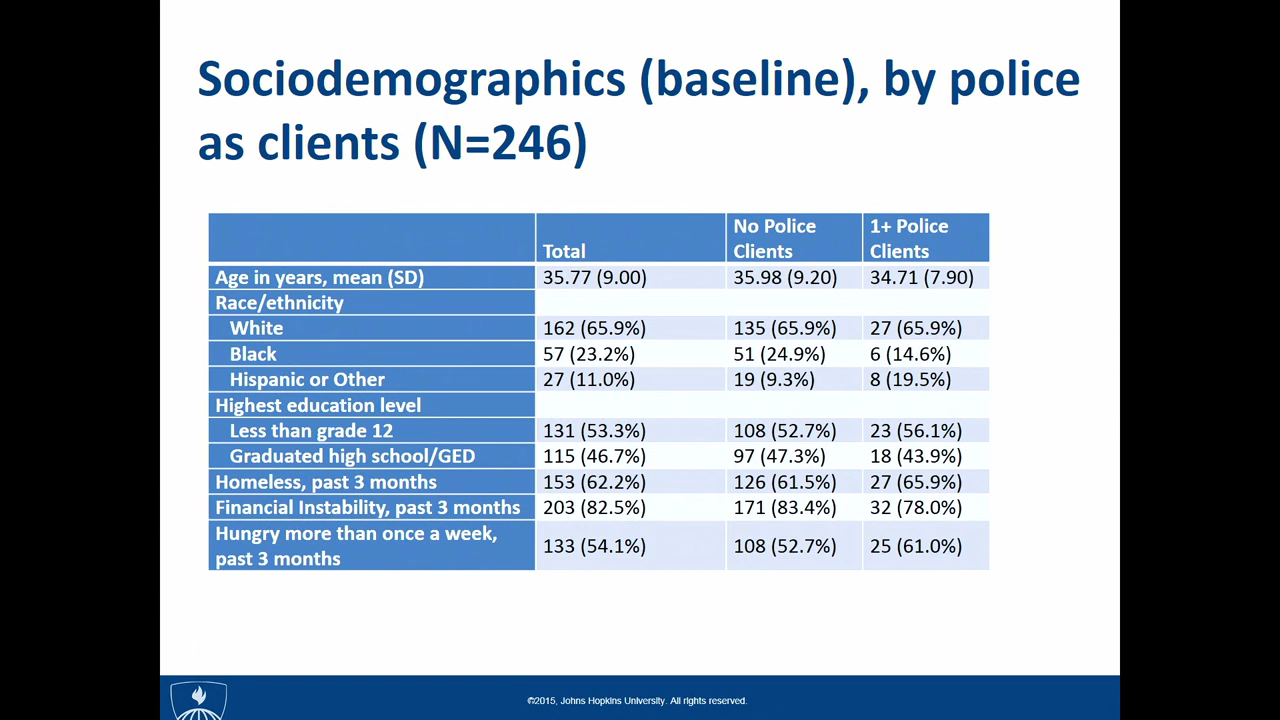 Sociodemographics (baseline), by police
as clients (N=246)
Total
No Police
Clients
1+ Police
Clients
Age in years, mean (SD) 35.77 (9.00) 35.98 (9.20) 34.71 (7.90)
Race/ethnicity
White 162 (65.9%) 135 (65.9%) 27 (65.9%)
Black 57 (23.2%) 51 (24.9%) 6 (14.6%)
Hispanic or Other 27 (11.0%) 19 (9.3%) 8 (19.5%)
Highest education level
Less than grade 12 131 (53.3%) 108 (52.7%) 23 (56.1%)
Graduated high school/GED 115 (46.7%) 97 (47.3%) 18 (43.9%)
Homeless, past 3 months 153 (62.2%) 126 (61.5%) 27 (65.9%)
Financial Instability, past 3 months 203 (82.5%) 171 (83.4%) 32 (78.0%)
Hungry more than once a week,
past 3 months 133 (54.1%) 108 (52.7%) 25 (61.0%)
©2015, Johns Hopkins University. All rights reserved.